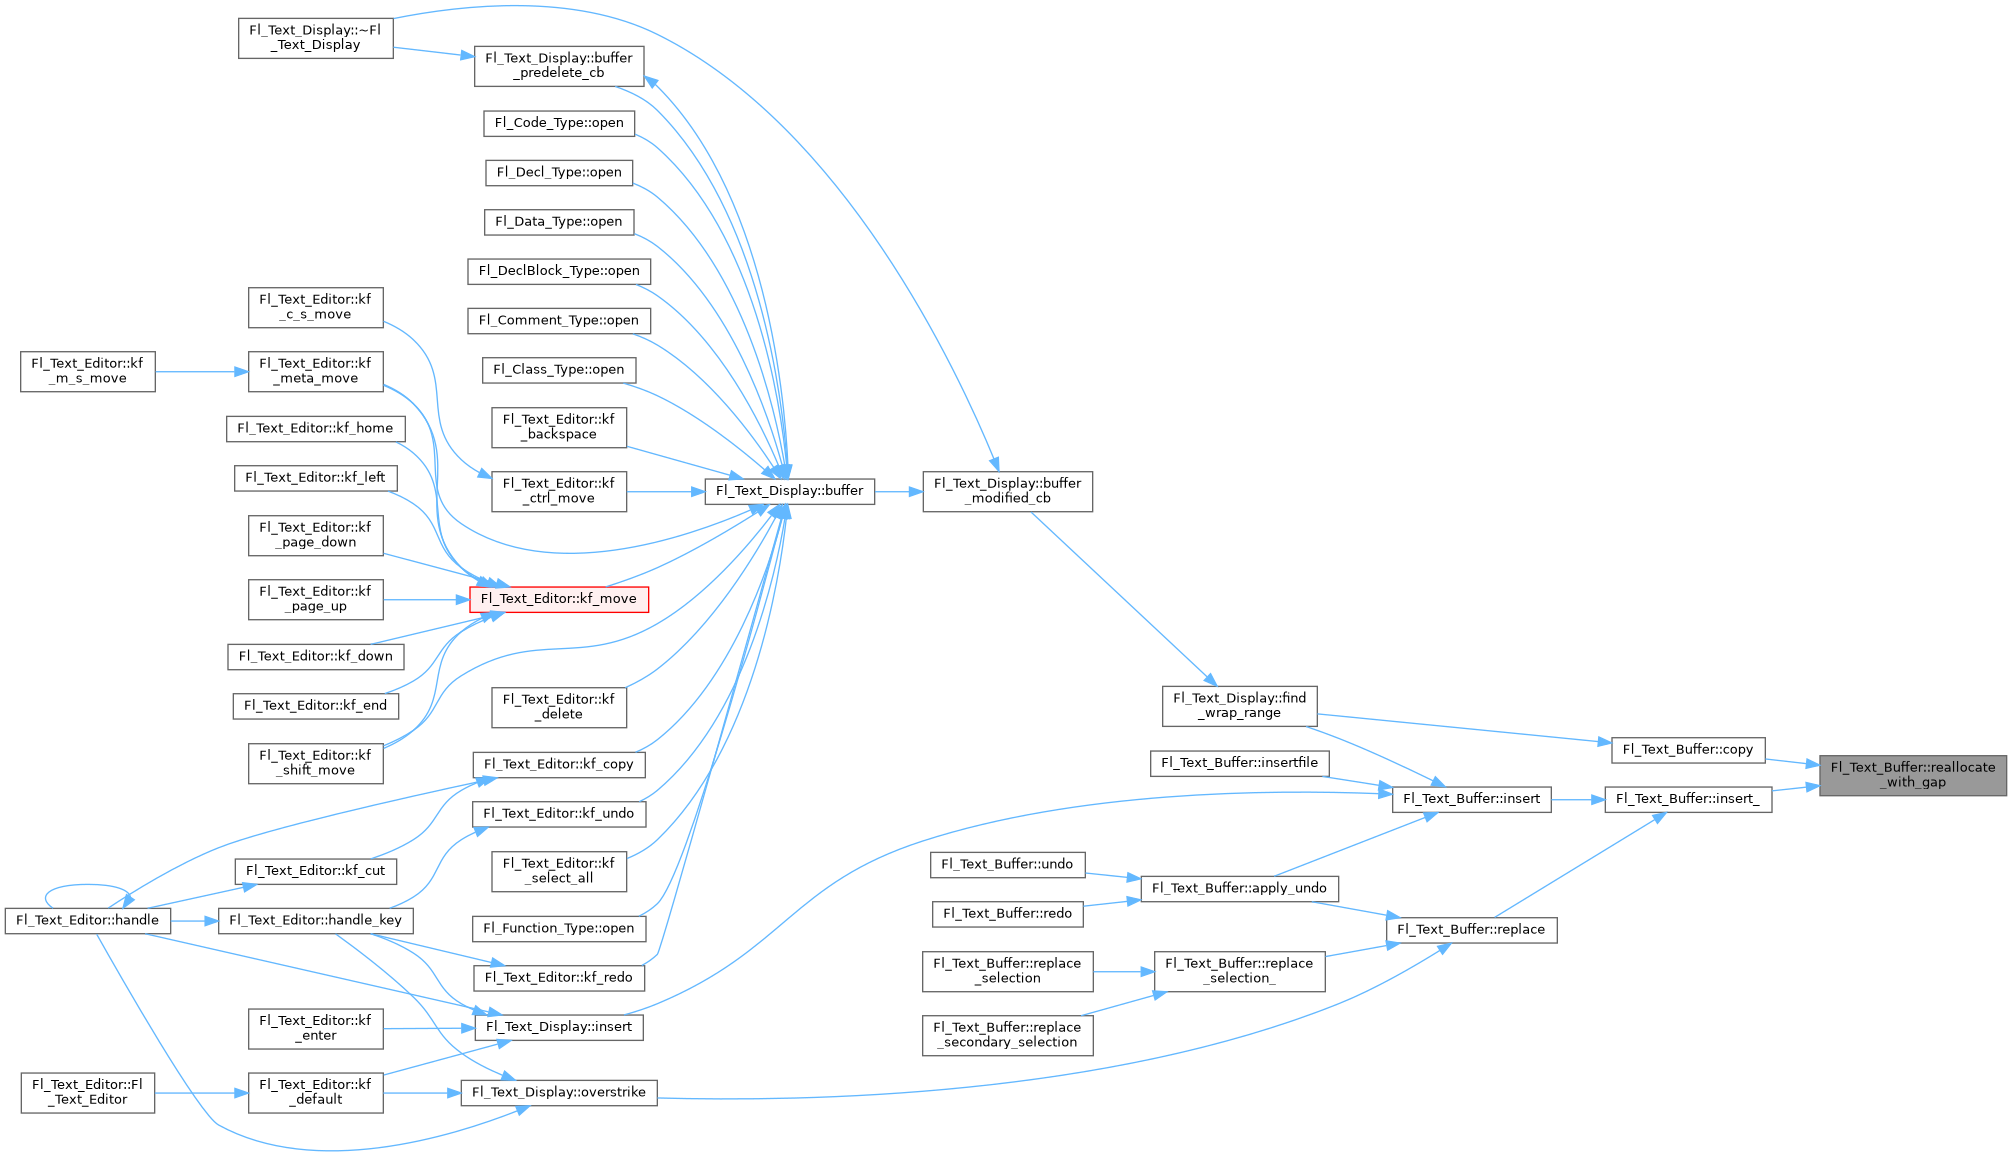 Fl_Text_Display::~Fl
_Text_Display
Fl_Text_Display::buffer
_predelete_cb
Fl_Code_Type::open
Fl_Decl_Type::open
Fl_Data_Type::open
Fl_DeclBlock_Type::open
Fl_Comment_Type::open
Fl_Class_Type::open
Fl_Text_Editor::kf
_backspace
Fl_Text_Editor::kf
_ctrl_move
Fl_Text_Editor::kf
_c_s_move
Fl_Text_Editor::kf
_m_s_move
Fl_Text_Editor::kf
_meta_move
Fl_Text_Editor::kf_home
Fl_Text_Editor::kf_left
Fl_Text_Editor::kf
_page_down
Fl_Text_Editor::kf
_page_up
Fl_Text_Editor::kf_down
Fl_Text_Editor::kf_end
Fl_Text_Editor::kf
_shift_move
Fl_Text_Editor::kf_move
Fl_Text_Display::buffer
Fl_Text_Display::buffer
_modified_cb
Fl_Text_Editor::kf
_delete
Fl_Text_Editor::kf_copy
Fl_Text_Editor::kf_undo
Fl_Text_Editor::kf
_select_all
Fl_Function_Type::open
Fl_Text_Editor::kf_redo
Fl_Text_Editor::kf_cut
Fl_Text_Editor::handle
Fl_Text_Editor::handle_key
Fl_Text_Editor::kf
_enter
Fl_Text_Editor::Fl
_Text_Editor
Fl_Text_Editor::kf
_default
Fl_Text_Display::insert
Fl_Text_Display::overstrike
Fl_Text_Display::find
_wrap_range
Fl_Text_Buffer::insertfile
Fl_Text_Buffer::copy
Fl_Text_Buffer::reallocate
_with_gap
Fl_Text_Buffer::insert
Fl_Text_Buffer::insert_
Fl_Text_Buffer::undo
Fl_Text_Buffer::apply_undo
Fl_Text_Buffer::redo
Fl_Text_Buffer::replace
Fl_Text_Buffer::replace
_selection
Fl_Text_Buffer::replace
_selection_
Fl_Text_Buffer::replace
_secondary_selection